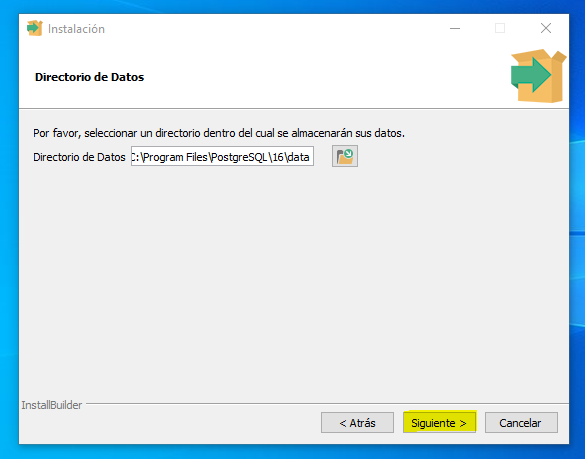 Instalación
Directorio de Datos
Por favor, seleccionar un directorio dentro del cual se almacenarán sus datos.
Directorio de Datos C:\Program Files\PostgreSQL\16\data
InstallBuilder
< Atrás Siguiente > Cancelar